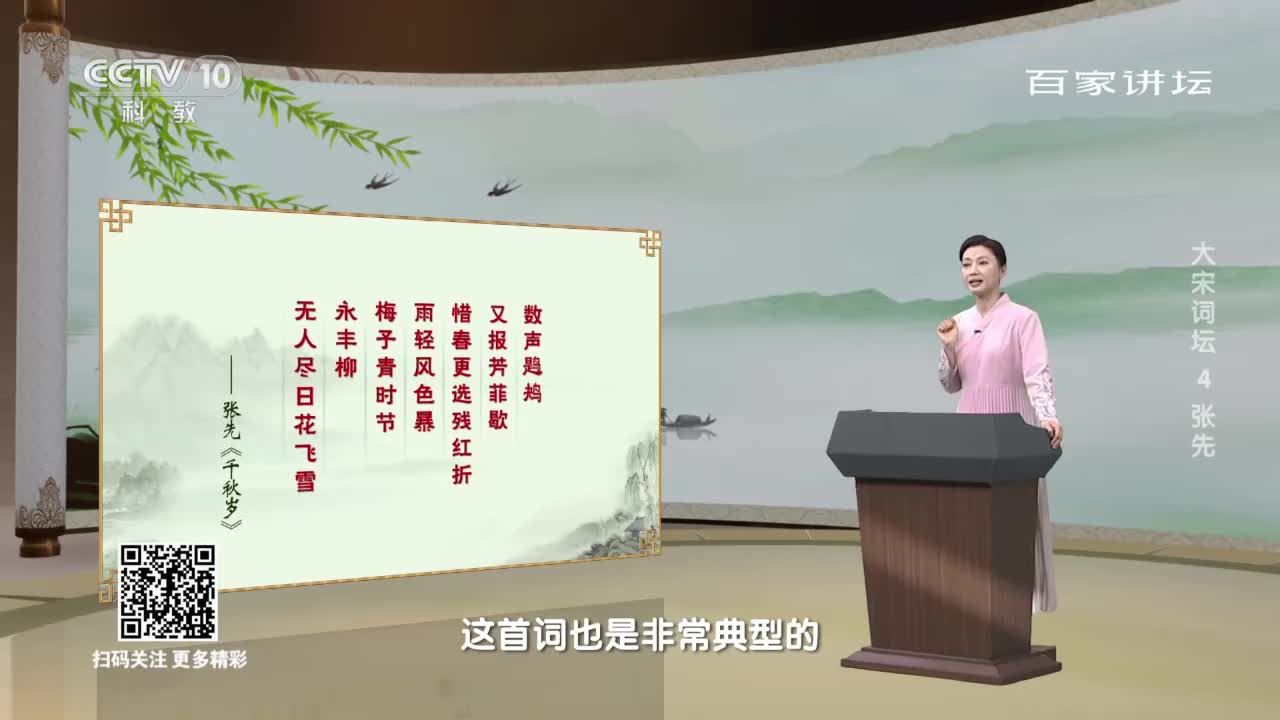 CCTV 10
科教
百家讲坛
大宋词坛 4 张先
数声鶗鴂
又报芳菲歇
惜春更选残红折
雨轻风色暴
梅子青时节
永丰柳
无人尽日花飞雪
——张先《千秋岁》
扫码关注 更多精彩
这首词也是非常典型的